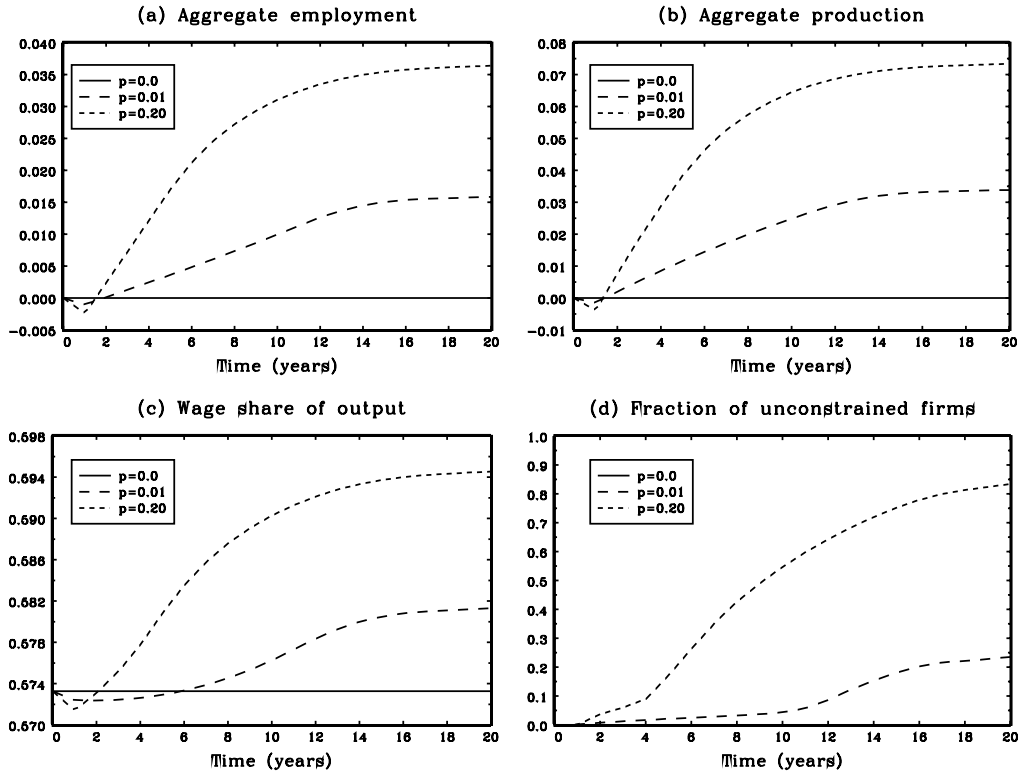 (a) Aggregate employment
0.040
0.036
0.030
0.025
0.020
0.015
0.010
0.005
0.000
−0.005
p=0.0
p=0.01
p=0.20
0 2 4 6 8 10 12 14 16 18 20
Time (years)
(b) Aggregate production
0.08
0.07
0.06
0.05
0.04
0.03
0.02
0.01
0.00
−0.01
p=0.0
p=0.01
p=0.20
0 2 4 6 8 10 12 14 16 18 20
Time (years)
(c) Wage share of output
0.598
0.594
0.590
0.586
0.582
0.578
0.574
0.570
p=0.0
p=0.01
p=0.20
0 2 4 6 8 10 12 14 16 18 20
Time (years)
(d) Fraction of unconstrained firms
1.0
0.9
0.8
0.7
0.6
0.5
0.4
0.3
0.2
0.1
0.0
p=0.0
p=0.01
p=0.20
0 2 4 6 8 10 12 14 16 18 20
Time (years)